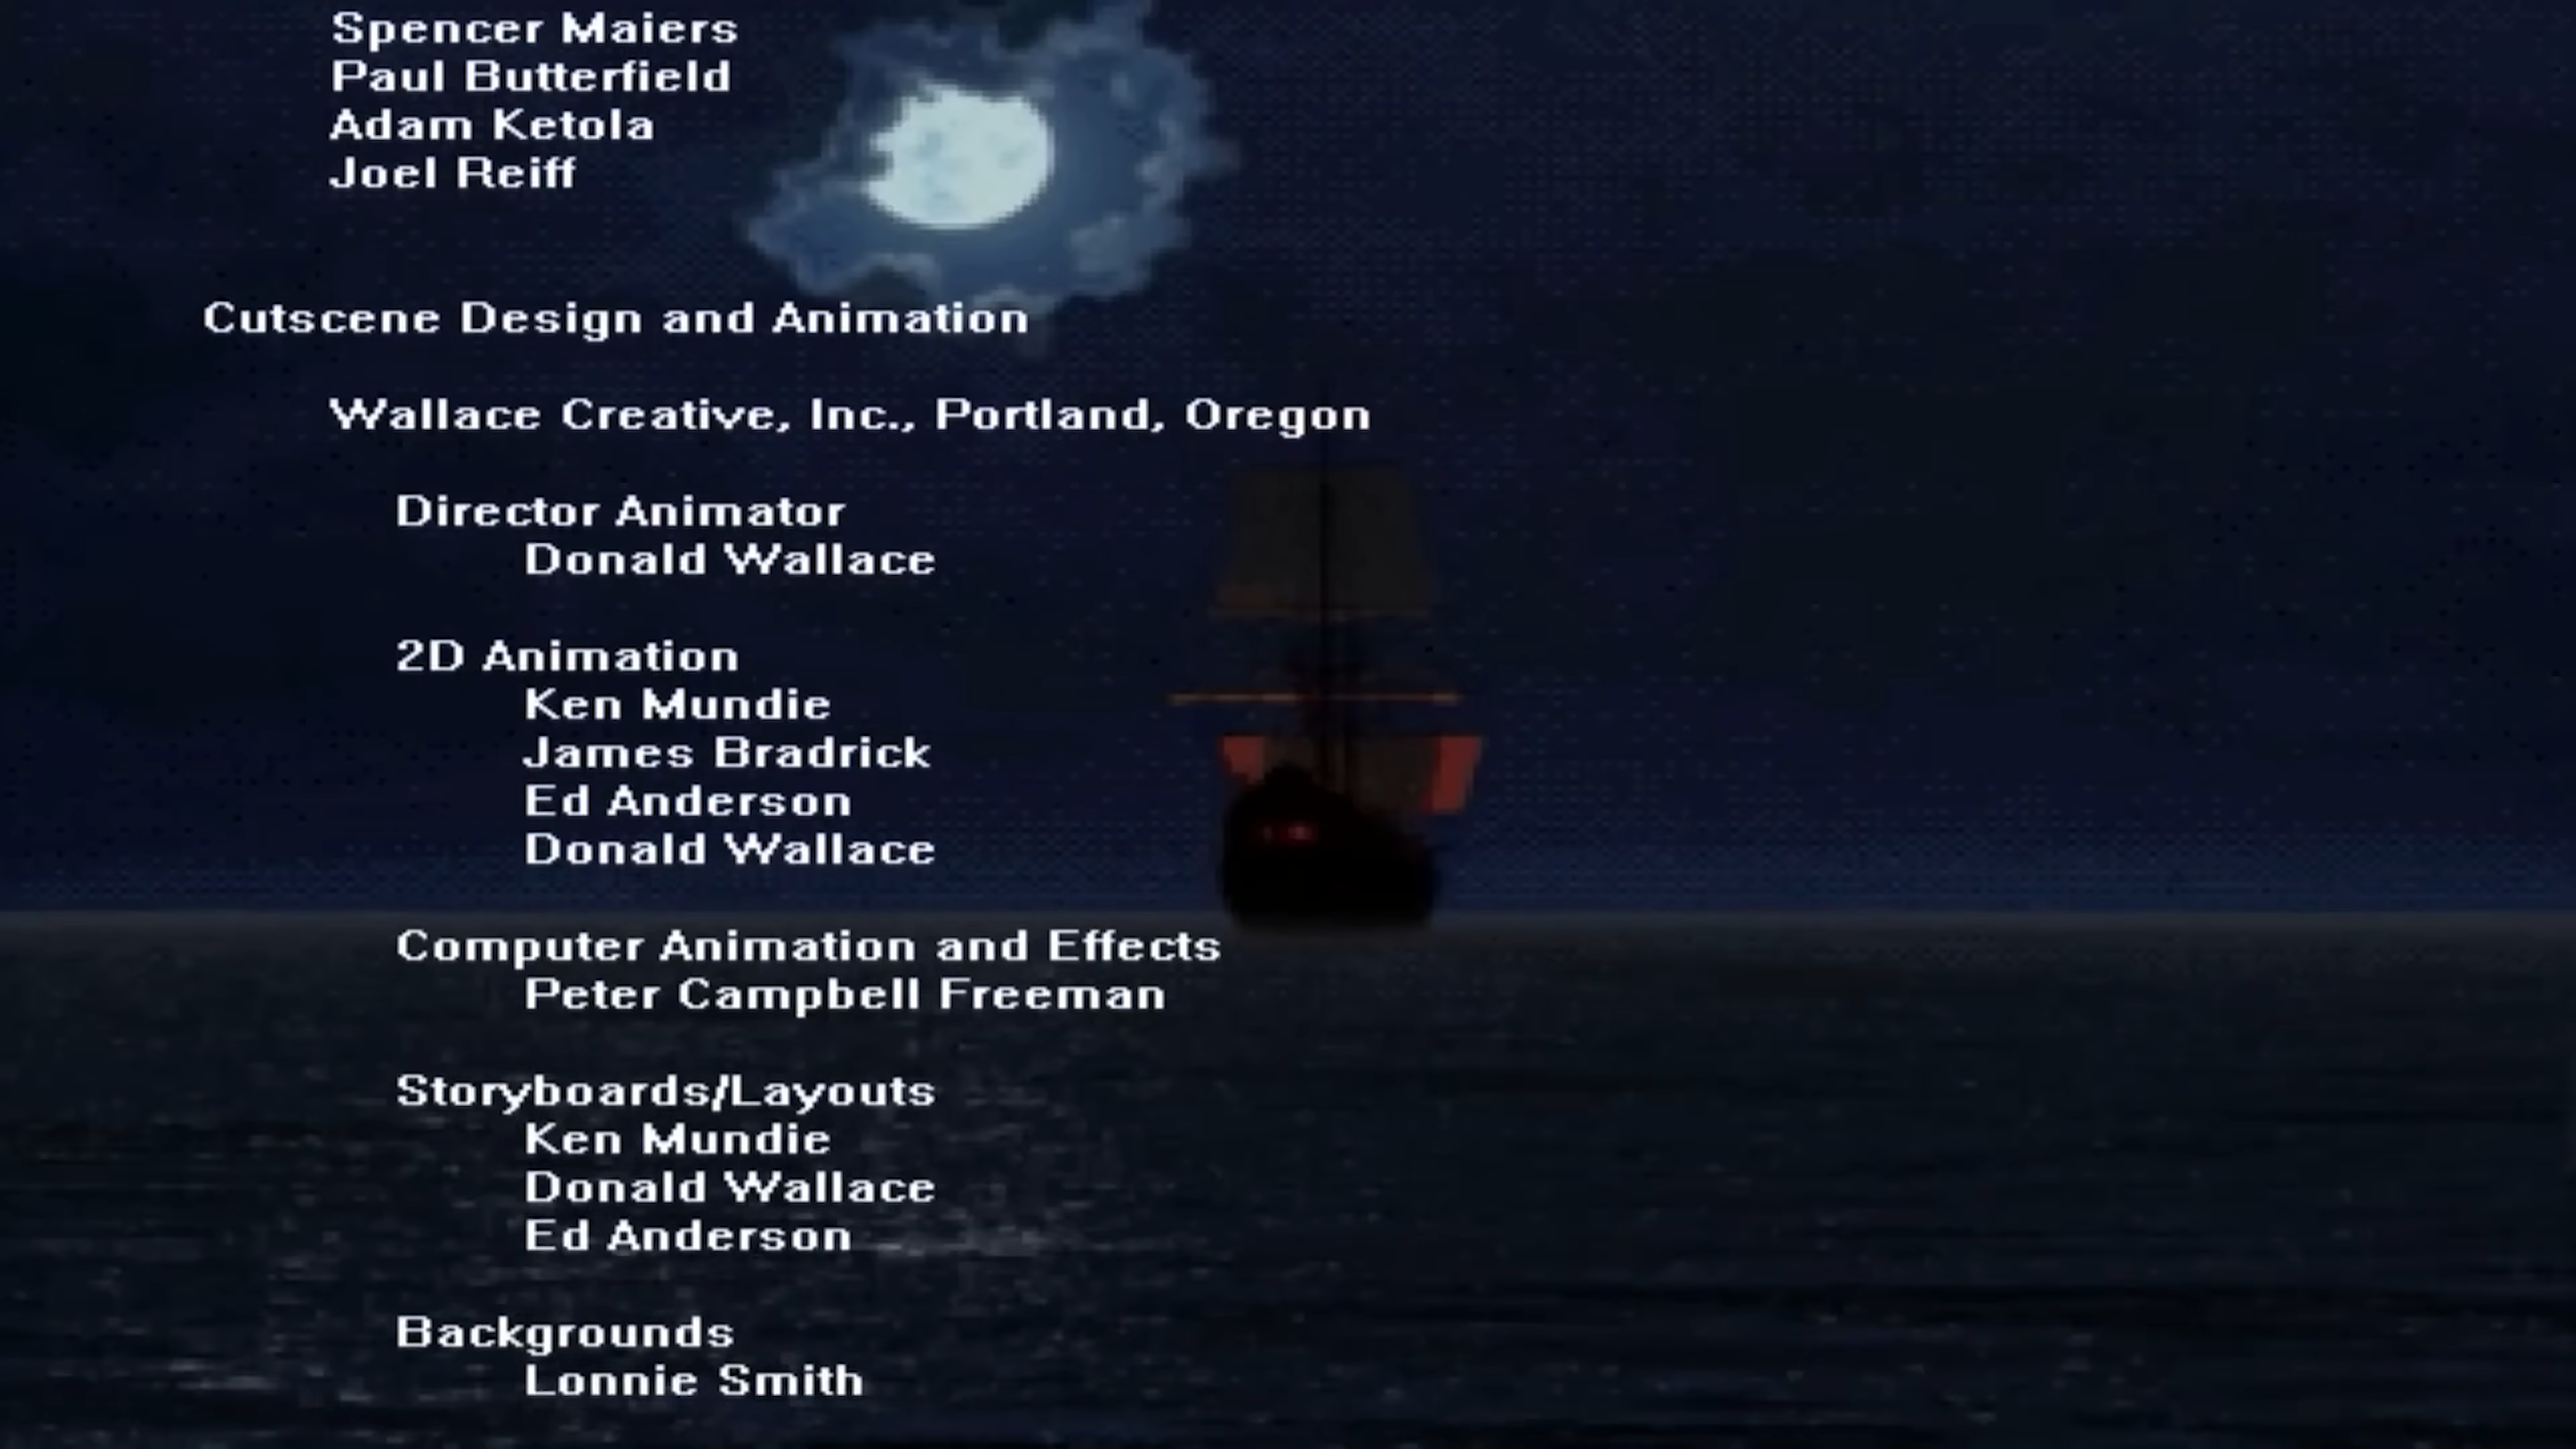 Spencer Maiers
Paul Butterfield
Adam Ketola
Joel Reiff
Cutscene Design and Animation
Wallace Creative, Inc., Portland, Oregon
Director Animator
Donald Wallace
2D Animation
Ken Mundie
James Bradrick
Ed Anderson
Donald Wallace
Computer Animation and Effects
Peter Campbell Freeman
Storyboards/Layouts
Ken Mundie
Donald Wallace
Ed Anderson
Backgrounds
Lonnie Smith